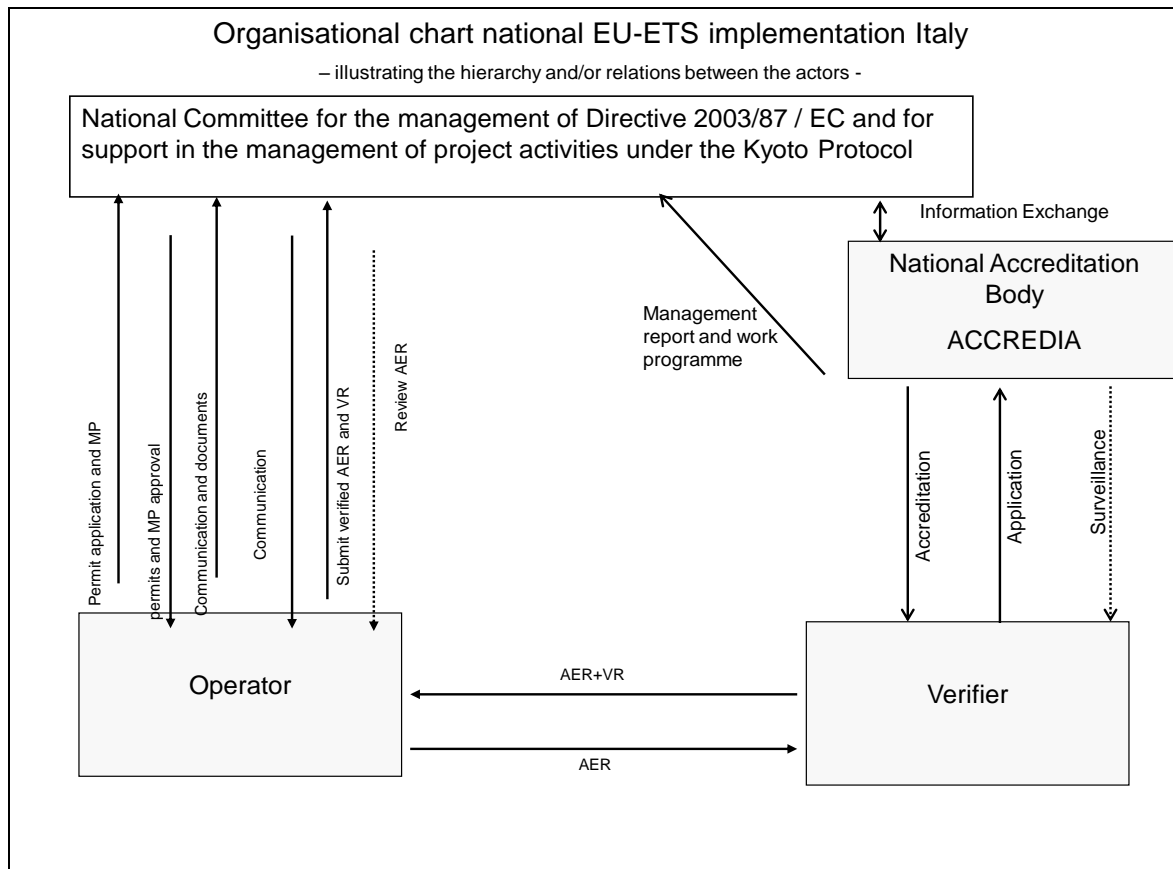 Organisational chart national EU-ETS implementation Italy
– illustrating the hierarchy and/or relations between the actors -
National Committee for the management of Directive 2003/87 / EC and for
support in the management of project activities under the Kyoto Protocol
Information Exchange
National Accreditation
Body
ACCREDIA
Management
report and work
programme
Permit application and MP
permits and MP approval
Communication and documents
Communication
Submit verified AER and VR
Review AER
Accreditation
Application
Surveillance
Operator
AER+VR
AER
Verifier